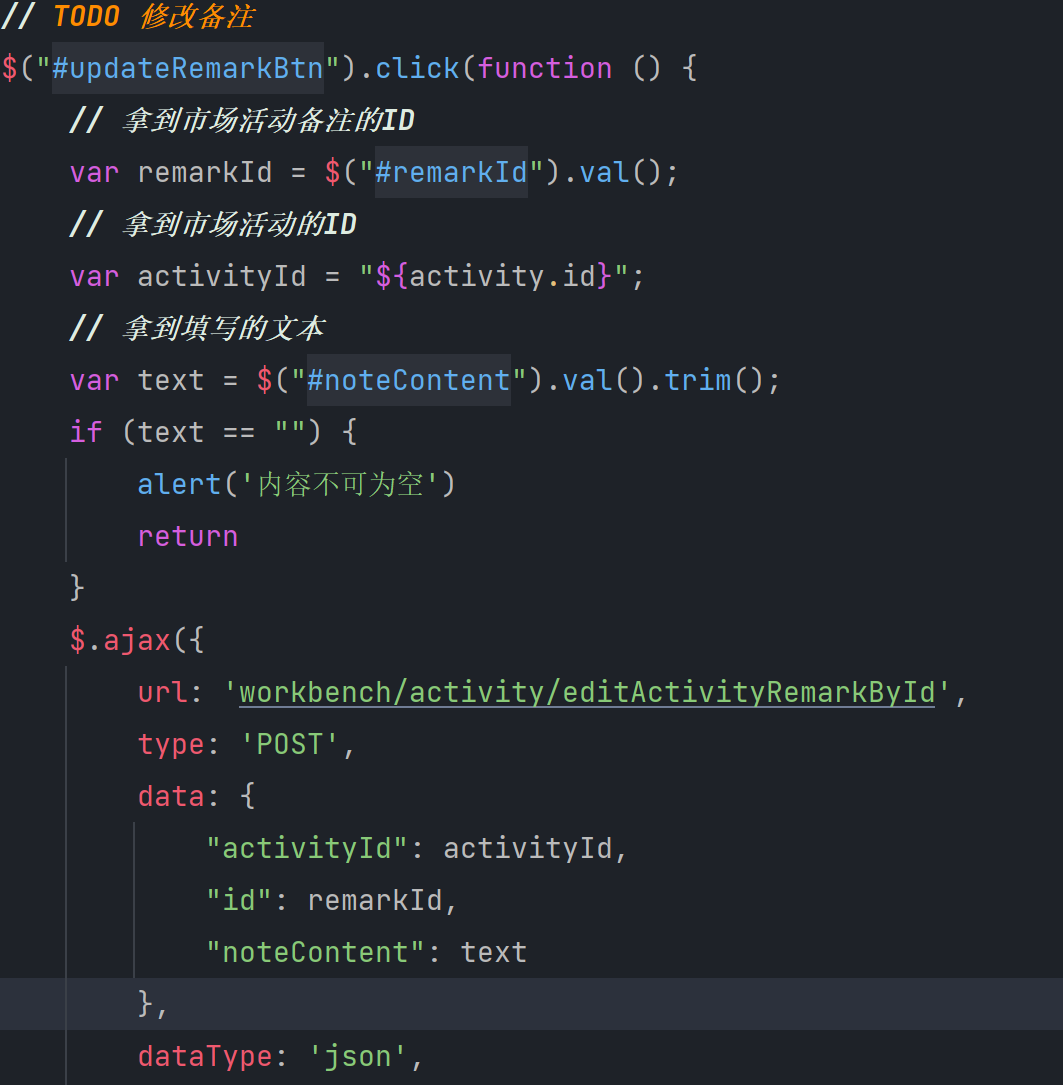 // TODO 修改备注
$("#updateRemarkBtn").click(function () {
    // 拿到市场活动备注的ID
    var remarkId = $("#remarkId").val();
    // 拿到市场活动的ID
    var activityId = "${activity.id}";
    // 拿到填写的文本
    var text = $("#noteContent").val().trim();
    if (text == "") {
        alert('内容不可为空')
        return
    }
    $.ajax({
        url: 'workbench/activity/editActivityRemarkById',
        type: 'POST',
        data: {
            "activityId": activityId,
            "id": remarkId,
            "noteContent": text
        },
        dataType: 'json',